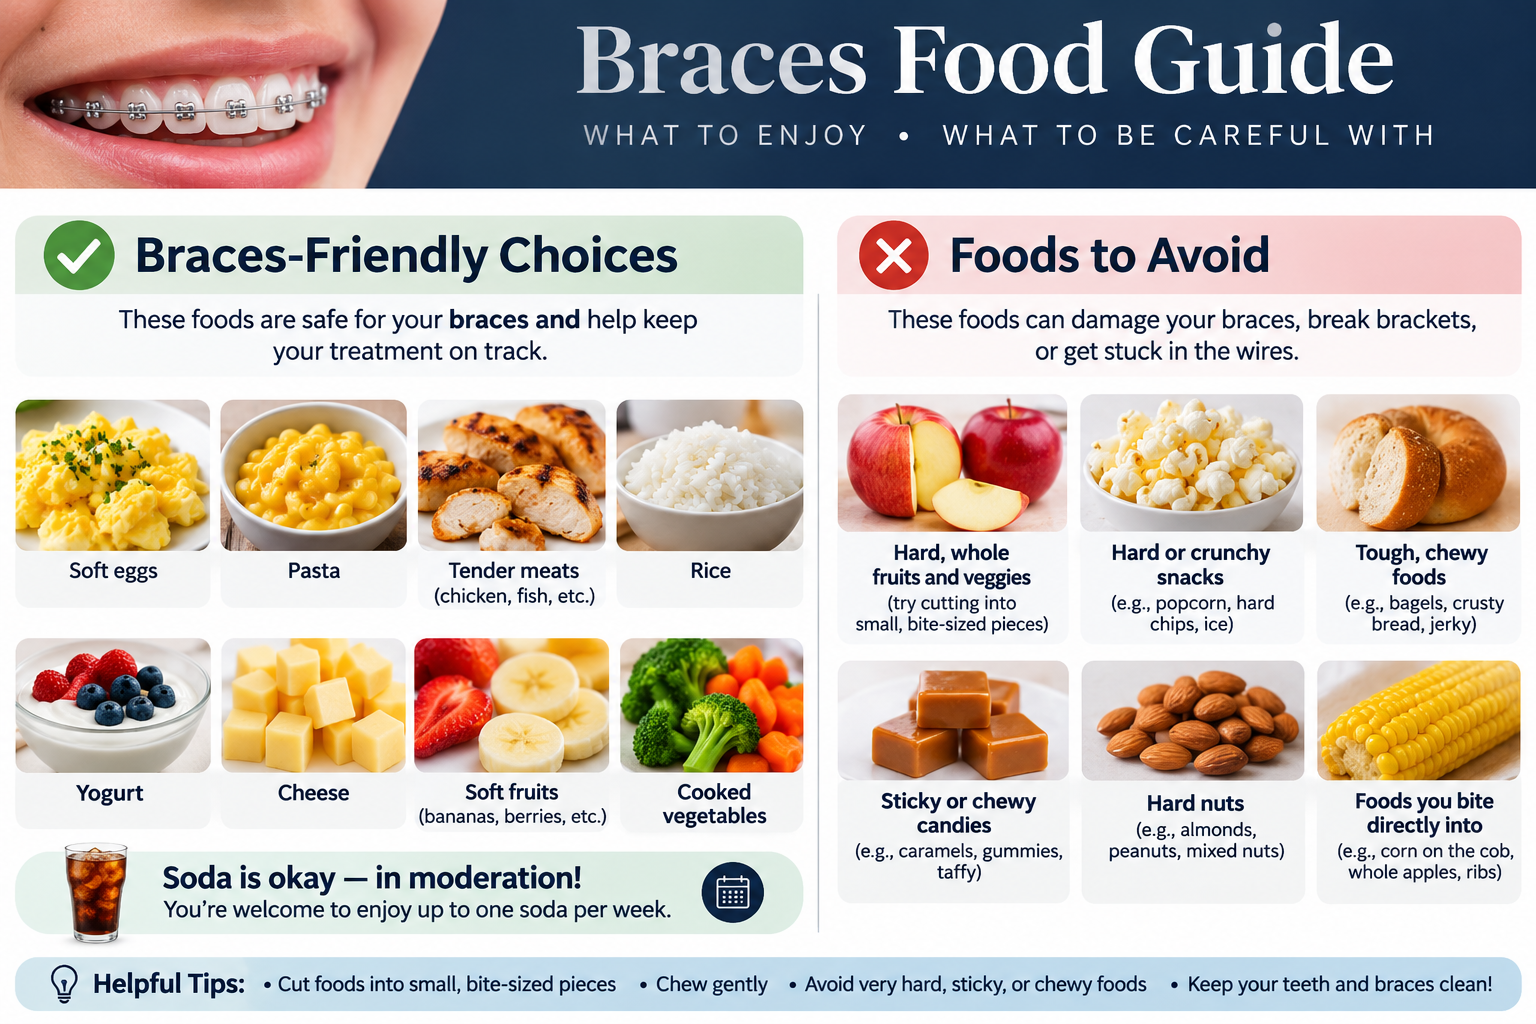 Braces Food Guide
WHAT TO ENJOY • WHAT TO BE CAREFUL WITH
Braces-Friendly Choices
These foods are safe for your braces and help keep
your treatment on track.
Soft eggs
Pasta
Tender meats
(chicken, fish, etc.)
Rice
Yogurt
Cheese
Soft fruits
(bananas, berries, etc.)
Cooked
vegetables
Soda is okay — in moderation!
You're welcome to enjoy up to one soda per week.
Foods to Avoid
These foods can damage your braces, break brackets,
or get stuck in the wires.
Hard, whole
fruits and veggies
(try cutting into
small, bite-sized pieces)
Hard or crunchy
snacks
(e.g., popcorn, hard
chips, ice)
Tough, chewy
foods
(e.g., bagels, crusty
bread, jerky)
Sticky or chewy
candies
(e.g., caramels, gummies,
taffy)
Hard nuts
(e.g., almonds,
peanuts, mixed nuts)
Foods you bite
directly into
(e.g., corn on the cob,
whole apples, ribs)
Helpful Tips: • Cut foods into small, bite-sized pieces • Chew gently • Avoid very hard, sticky, or chewy foods • Keep your teeth and braces clean!